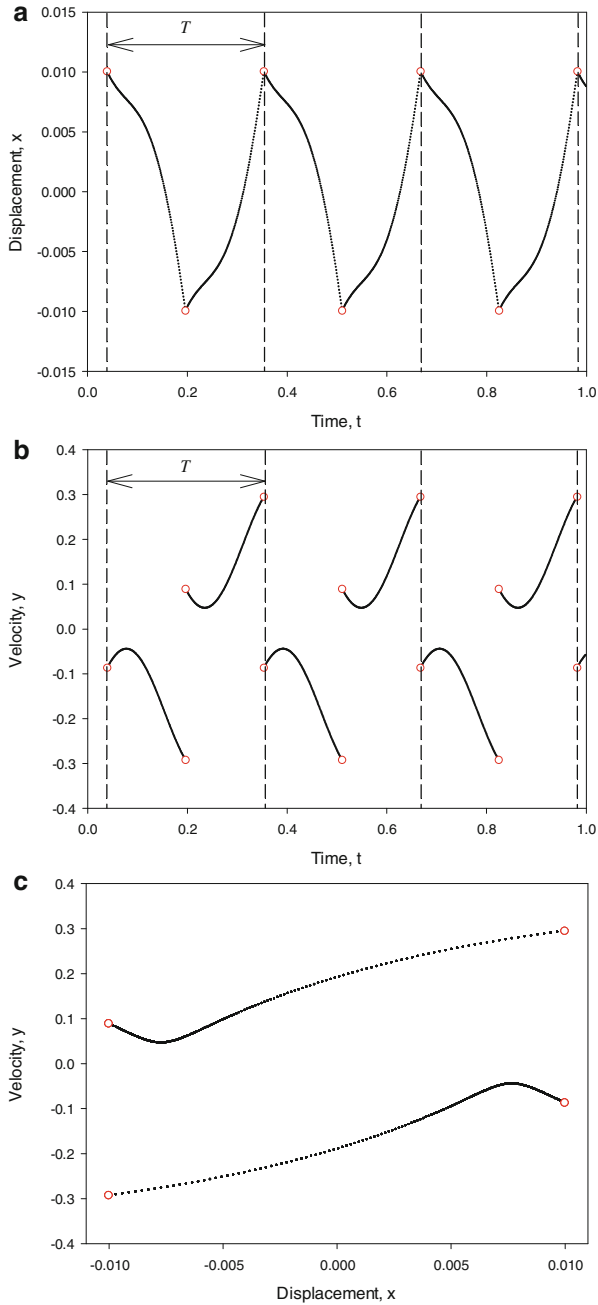 a
T
0.015
0.010
0.005
0.000
-0.005
-0.010
-0.015
Displacement, x
0.0 0.2 0.4 0.6 0.8 1.0
Time, t
b
T
0.4
0.3
0.2
0.1
0.0
-0.1
-0.2
-0.3
-0.4
Velocity, y
0.0 0.2 0.4 0.6 0.8 1.0
Time, t
c
0.4
0.3
0.2
0.1
0.0
-0.1
-0.2
-0.3
-0.4
Velocity, y
-0.010 -0.005 0.000 0.005 0.010
Displacement, x